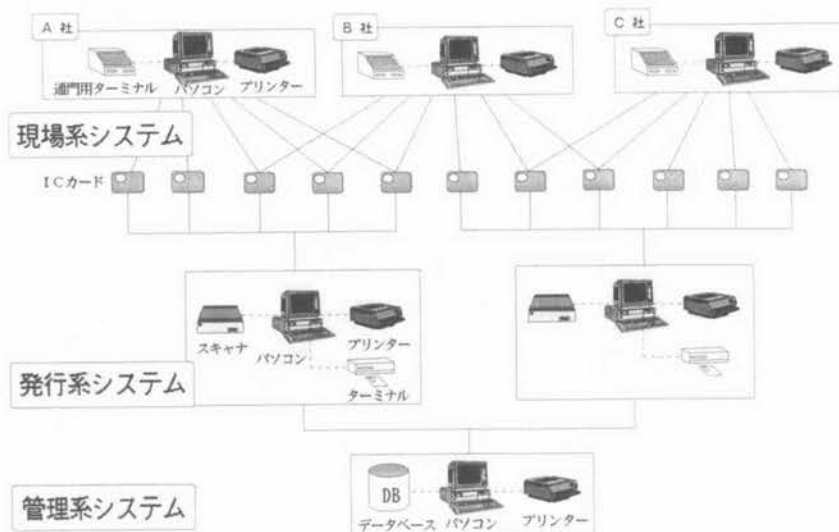 A 社
B 社
C 社
通門用ターミナル パソコン プリンター
現場系システム
ICカード
スキャナ パソコン プリンター
ターミナル
発行系システム
DB
データベース パソコン プリンター
管理系システム